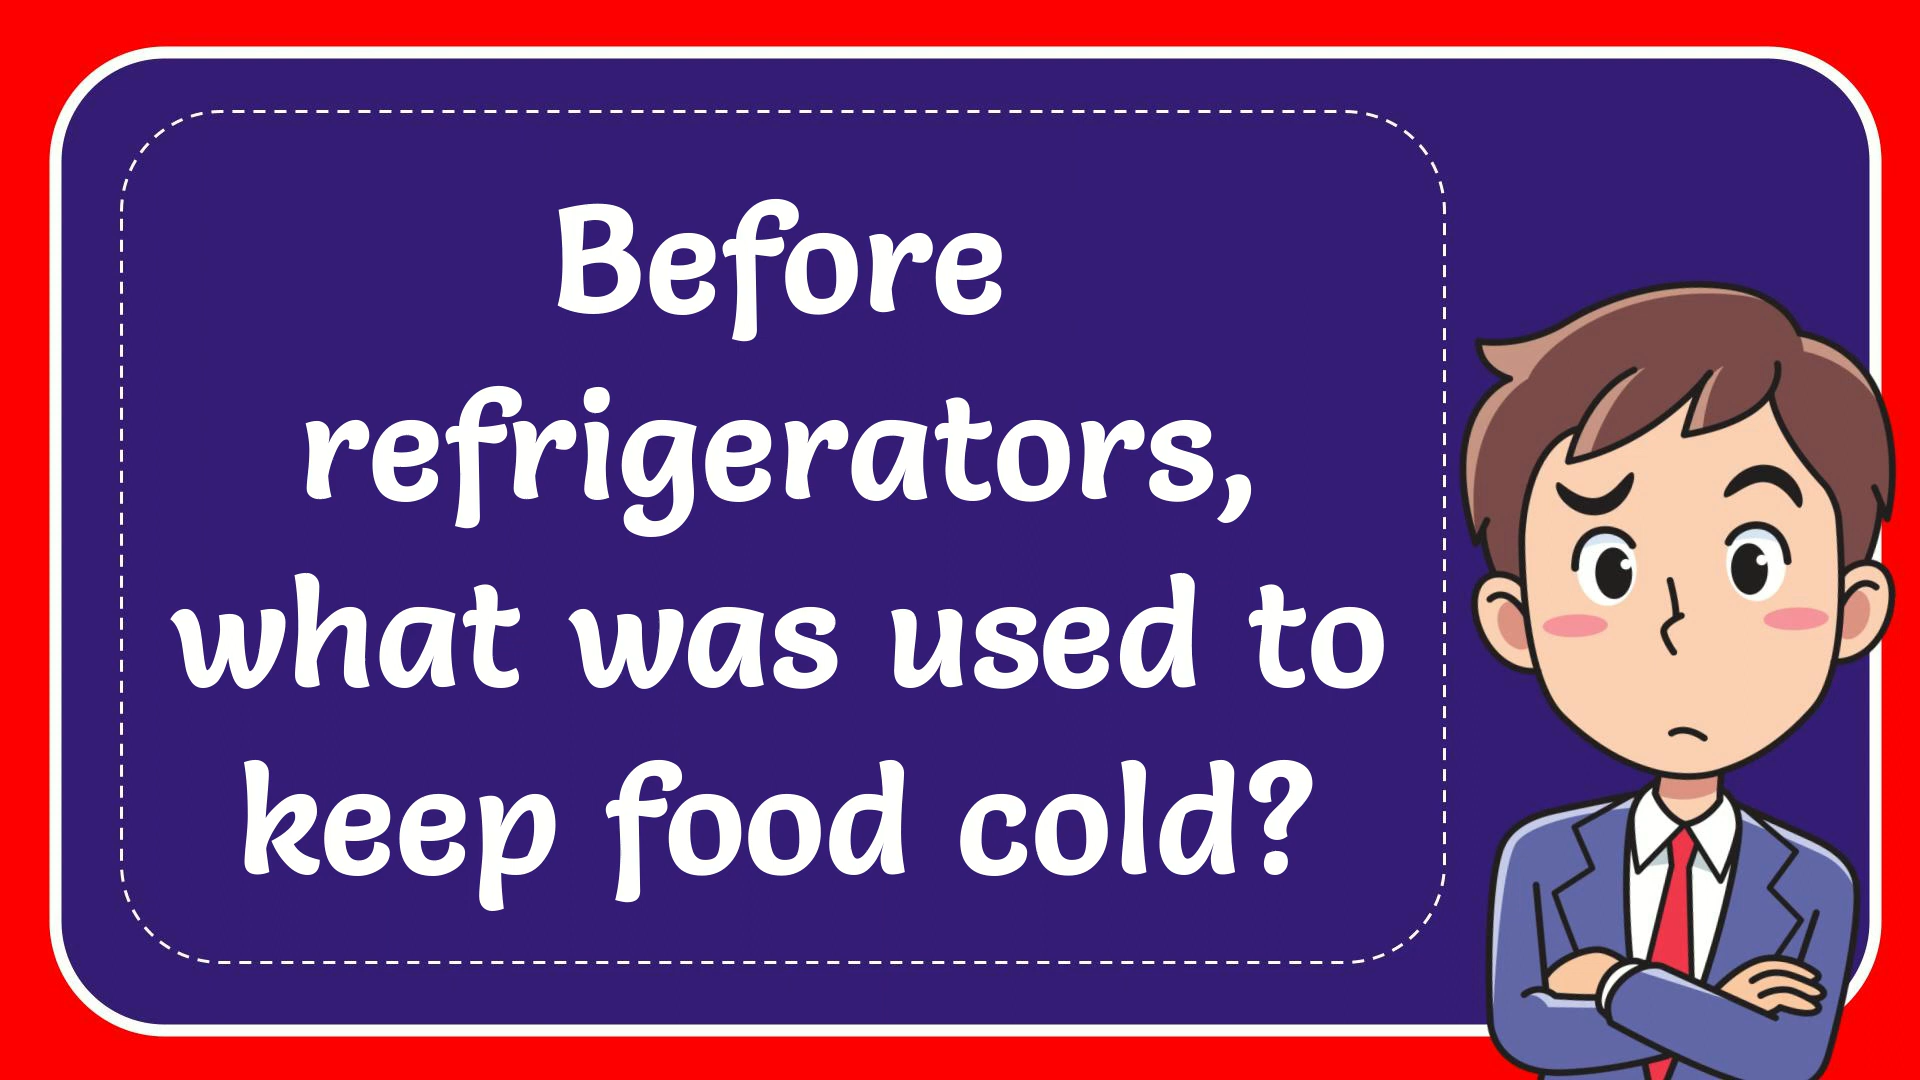 Before
refrigerators,
what was used to
keep food cold?